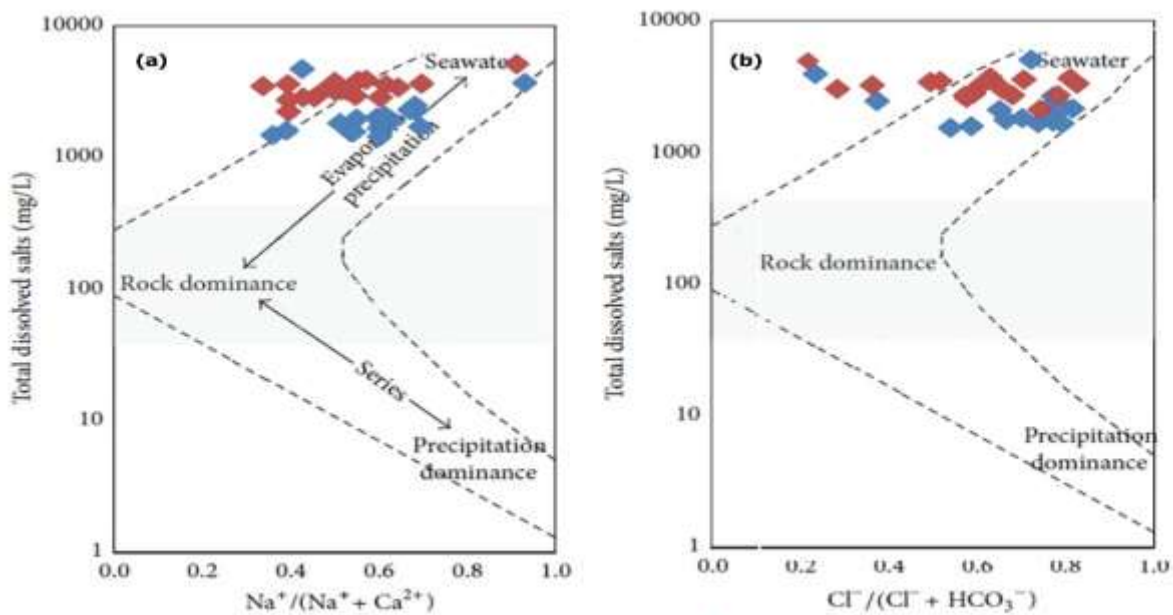 (a)
Total dissolved salts (mg/L)
10000
1000
100
10
1
0.0
0.2
0.4
0.6
0.8
1.0
Na⁺/(Na⁺ + Ca²⁺)
Seawater
precipitation
Rock dominance
Series
Precipitation
dominance
(b)
Total dissolved salts (mg/L)
10000
1000
100
10
1
0.0
0.2
0.4
0.6
0.8
1.0
Cl⁻/(Cl⁻ + HCO₃⁻)
Seawater
Rock dominance
Precipitation
dominance